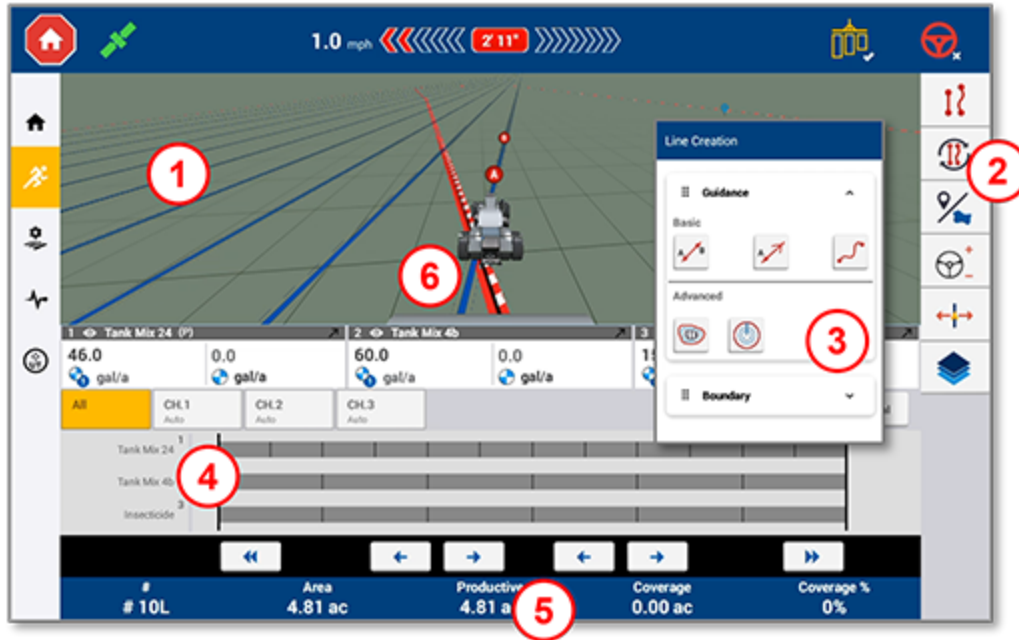 1.0 mph 2' 11"
1
2
B
A
6
Line Creation
Guidance
Basic
A B
A
Advanced
3
Boundary
1 Tank Mix 24 (P)
2 Tank Mix 4b
3
46.0
gal/a
0.0
gal/a
60.0
gal/a
0.0
gal/a
All
CH.1
Auto
CH.2
Auto
CH.3
Auto
Tank Mix 24 1
Tank Mix 4b
Insecticide 3
4
#
# 10L
Area
4.81 ac
Productive
4.81 a
5
Coverage
0.00 ac
Coverage %
0%